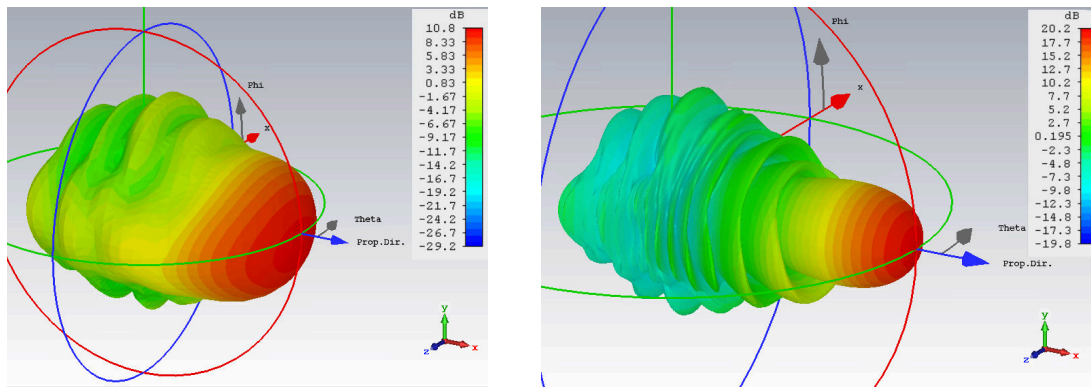 dB
10.8
8.33
5.83
3.33
0.83
-1.67
-4.17
-6.67
-9.17
-11.7
-14.2
-16.7
-19.2
-21.7
-24.2
-26.7
-29.2
Phi
x
Theta
Prop.Dir.
y
z
x
dB
20.2
17.7
15.2
12.7
10.2
7.7
5.2
2.7
0.195
-2.3
-4.8
-7.3
-9.8
-12.3
-14.8
-17.3
-19.8
Phi
x
Theta
Prop.Dir.
y
z
x